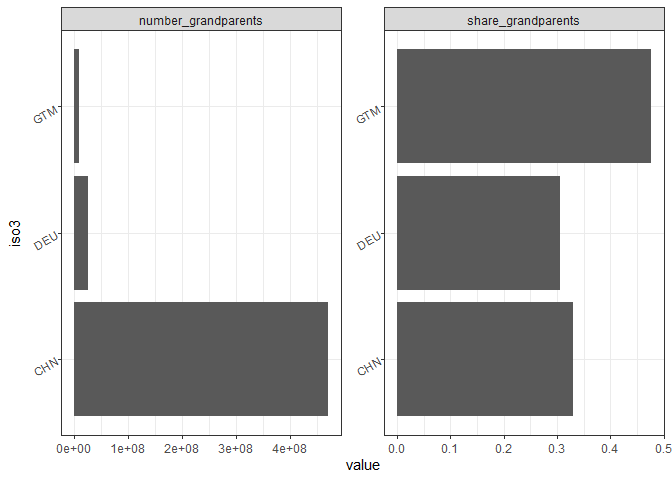 number_grandparents
share_grandparents
iso3
GTM
DEU
CHN
GTM
DEU
CHN
0e+00 1e+08 2e+08 3e+08 4e+08
0.0 0.1 0.2 0.3 0.4 0.5
value